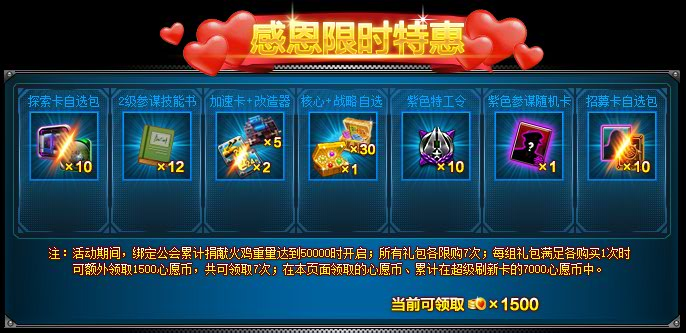 感恩限时特惠
探索卡自选包
2级参谋技能书
加速卡+改造器
核心+战略自选
紫色特工令
紫色参谋随机卡
招募卡自选包
×10
×12
×5
×2
×30
×1
×10
×1
×10
注：活动期间，绑定公会累计捐献火鸡重量达到50000时开启；所有礼包各限购7次；每组礼包满足各购买1次时
可额外领取1500心愿币，共可领取7次；在本页面领取的心愿币、累计在超级刷新卡的7000心愿币中。
当前可领取 ×1500